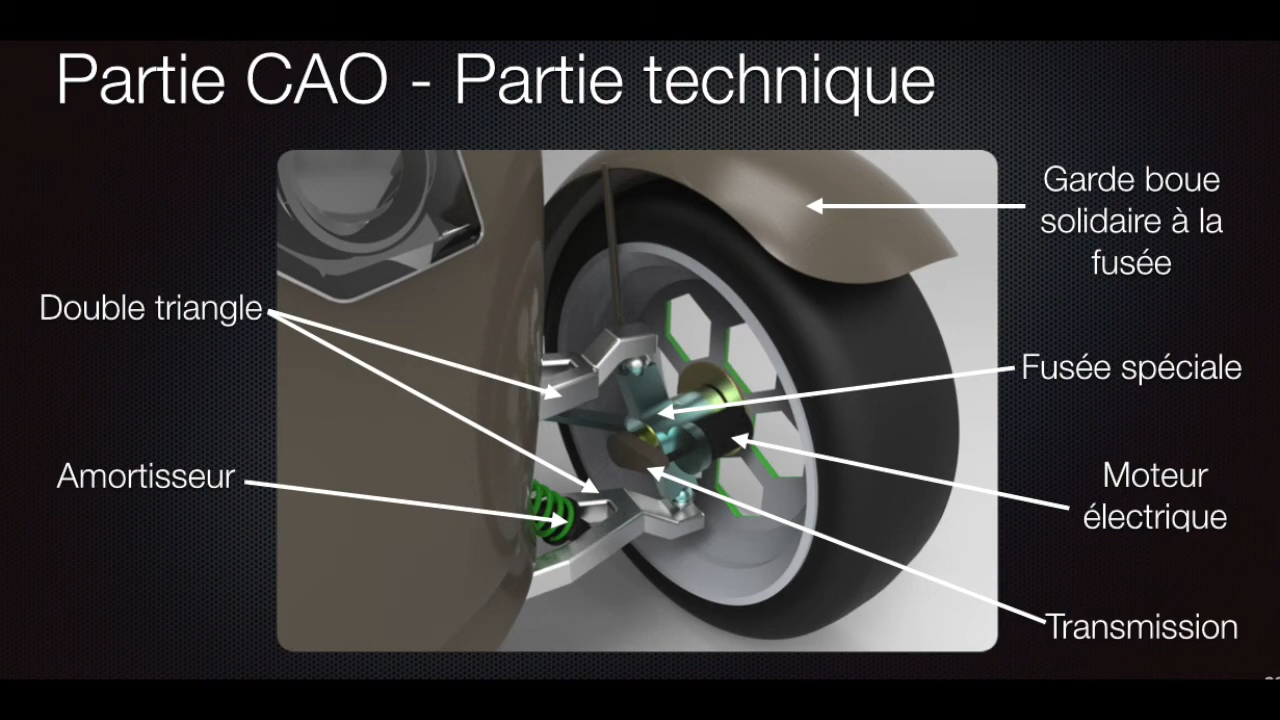 Partie CAO - Partie technique
Garde boue
solidaire à la
fusée
Double triangle
Fusée spéciale
Amortisseur
Moteur
électrique
Transmission